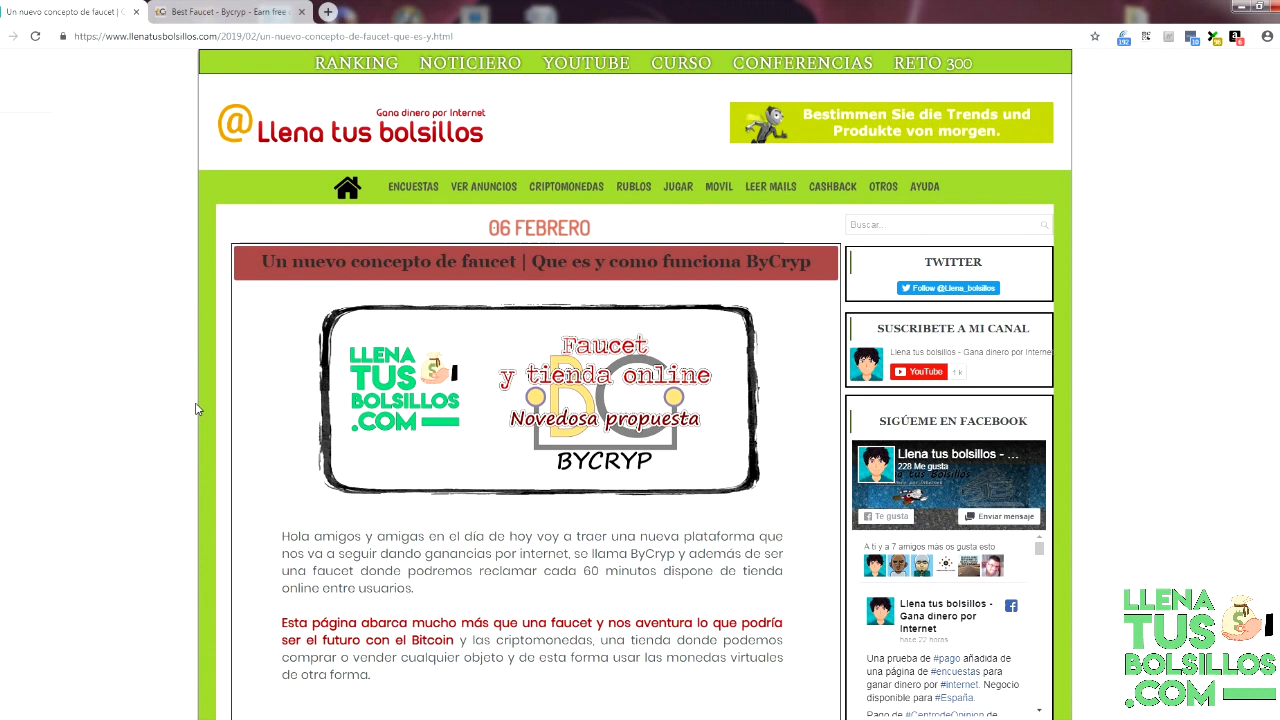 Un nuevo concepto de faucet |
Best Faucet - Bycryp - Earn free
https://www.llenatusbolsillos.com/2019/02/un-nuevo-concepto-de-faucet-que-es-y.html
RANKING NOTICIERO YOUTUBE CURSO CONFERENCIAS RETO 300
Gana dinero por Internet
@Llena tus bolsillos
Bestimmen Sie die Trends und
Produkte von morgen.
ENCUESTAS VER ANUNCIOS CRIPTOMONEDAS RUBLOS JUGAR MOVIL LEER MAILS CASHBACK OTROS AYUDA
06 FEBRERO
Un nuevo concepto de faucet | Que es y como funciona ByCryp
LLENA
TUS
BOLSILLOS
.COM
Faucet
y tienda online
Novedosa propuesta
BYCRYP
Hola amigos y amigas en el día de hoy voy a traer una nueva plataforma que
nos va a seguir dando ganancias por internet, se llama ByCryp y además de ser
una faucet donde podremos reclamar cada 60 minutos dispone de tienda
online entre usuarios.
Esta página abarca mucho más que una faucet y nos aventura lo que podría
ser el futuro con el Bitcoin y las criptomonedas, una tienda donde podemos
comprar o vender cualquier objeto y de esta forma usar las monedas virtuales
de otra forma.
Buscar...
TWITTER
Follow @Llena_bolsillos
SUSCRIBETE A MI CANAL
Llena tus bolsillos - Gana dinero por Interne
YouTube 1 k
SIGÚEME EN FACEBOOK
Llena tus bolsillos - ...
228 Me gusta
Te gusta
Enviar mensaje
A ti y a 7 amigos más os gusta esto
Llena tus bolsillos -
Gana dinero por
Internet
hace 22 horas
Una prueba de #pago añadida
de una página de #encuestas para
ganar dinero por #internet. Negocio
disponible para #España.
Pago de #CentrodeOpinion de
LLENA
TUS
BOLSILLOS
.COM